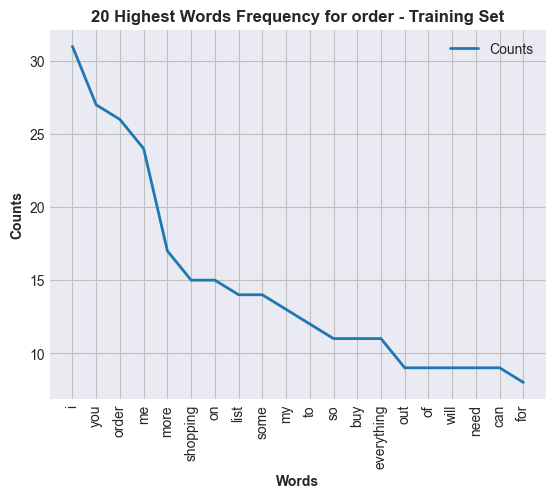 20 Highest Words Frequency for order - Training Set
Counts
30
25
20
15
10
Counts
i
you
order
me
more
shopping
on
list
some
my
to
so
buy
everything
out
of
will
need
can
for
Words